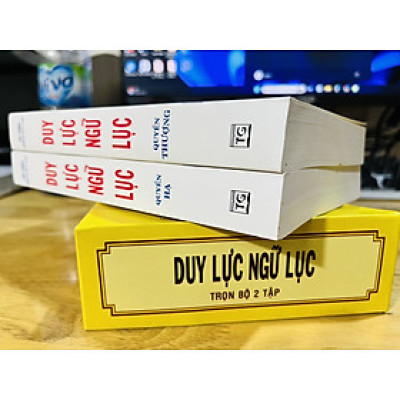 DUY LỰC NGỮ LỤC
QUYỂN THƯỢNG
TG
DUY LỰC NGỮ LỤC
QUYỂN HẠ
TG
DUY LỰC NGỮ LỤC
TRỌN BỘ 2 TẬP